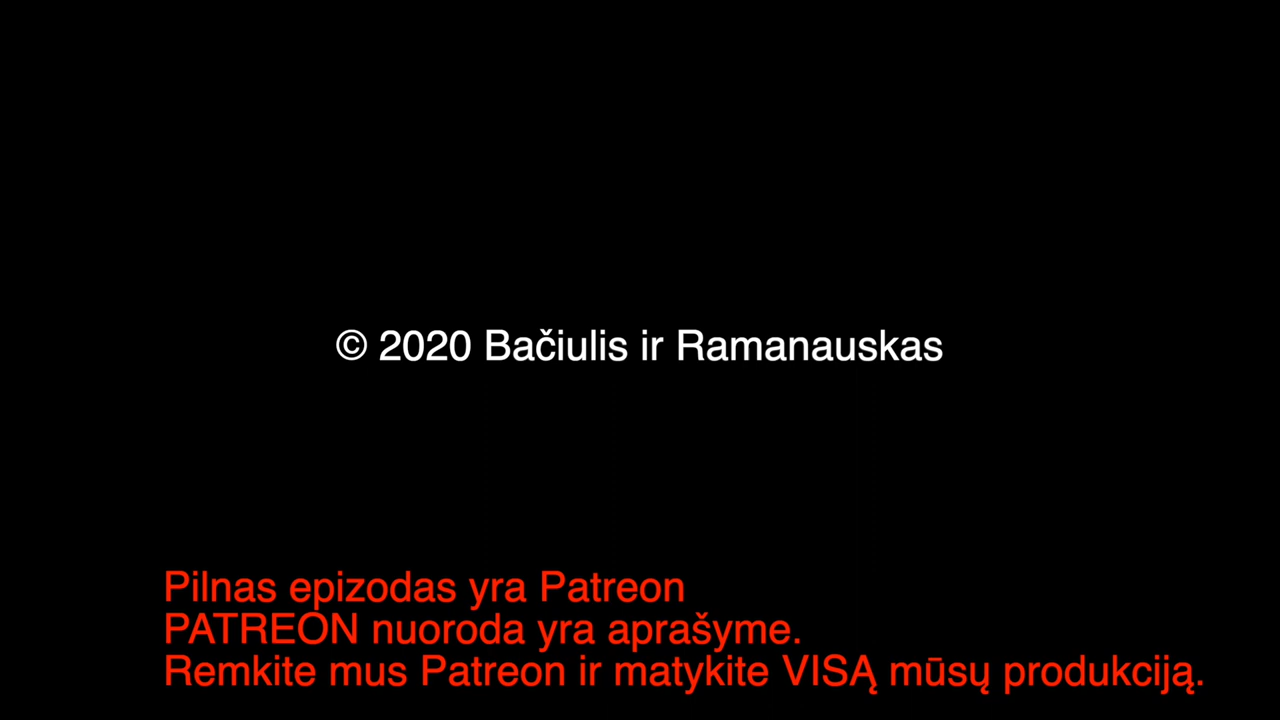 © 2020 Bačiulis ir Ramanauskas
Pilnas epizodas yra Patreon
PATREON nuoroda yra aprašyme.
Remkite mus Patreon ir matykite VISĄ mūsų produkciją.